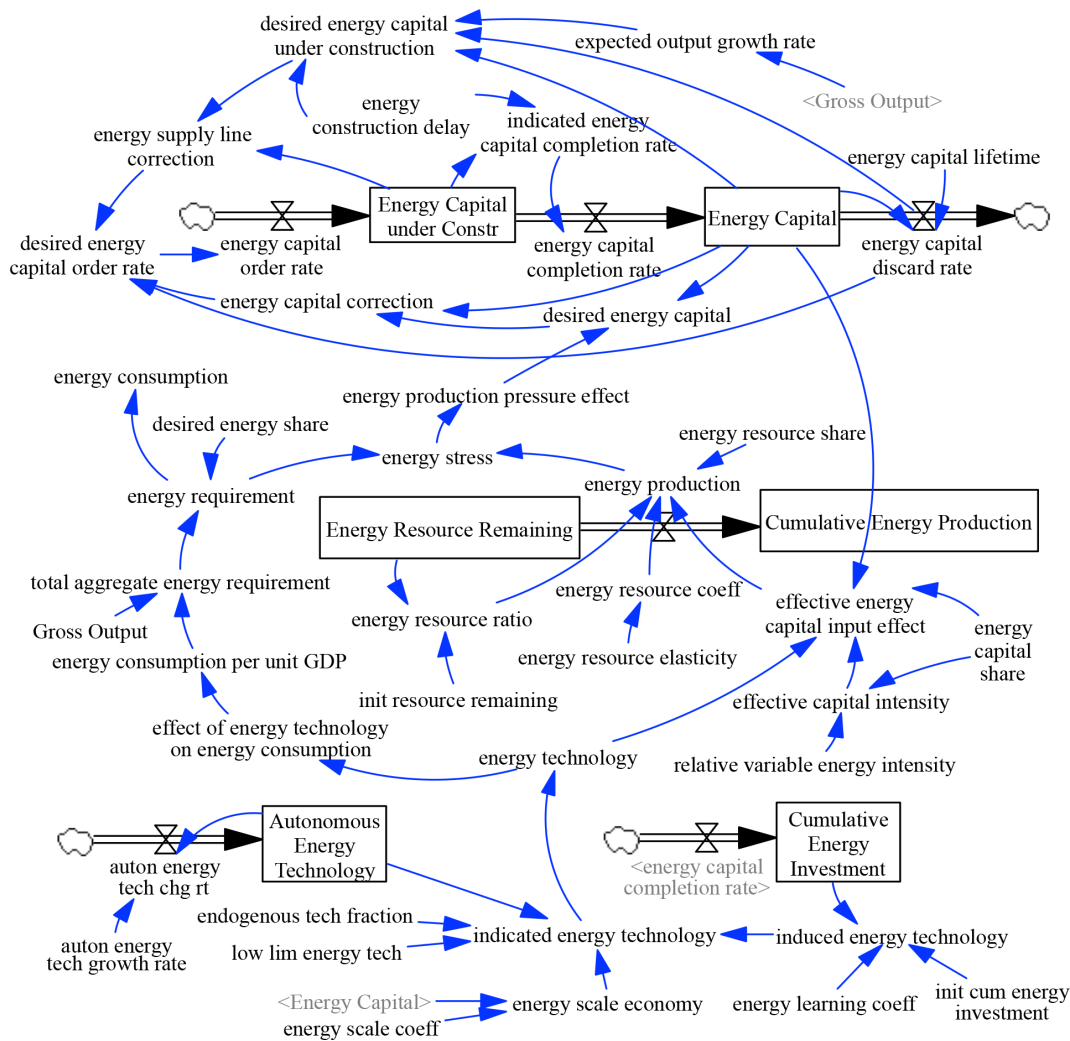 desired energy capital
under construction
expected output growth rate
<Gross Output>
energy
construction delay
indicated energy
capital completion rate
energy supply line
correction
energy capital lifetime
Energy Capital
under Constr
Energy Capital
desired energy
capital order rate
energy capital
order rate
energy capital
completion rate
energy capital
discard rate
energy capital correction
desired energy capital
energy consumption
energy production pressure effect
desired energy share
energy resource share
energy stress
energy requirement
energy production
Energy Resource Remaining
Cumulative Energy Production
total aggregate energy requirement
energy resource coeff
effective energy
capital input effect
Gross Output
energy resource ratio
energy
capital
share
energy consumption per unit GDP
energy resource elasticity
init resource remaining
effective capital intensity
effect of energy technology
on energy consumption
energy technology
relative variable energy intensity
Autonomous
Energy
Technology
Cumulative
Energy
Investment
auton energy
tech chg rt
<energy capital
completion rate>
endogenous tech fraction
low lim energy tech
indicated energy technology
induced energy technology
auton energy
tech growth rate
<Energy Capital>
energy scale coeff
energy scale economy
energy learning coeff
init cum energy
investment